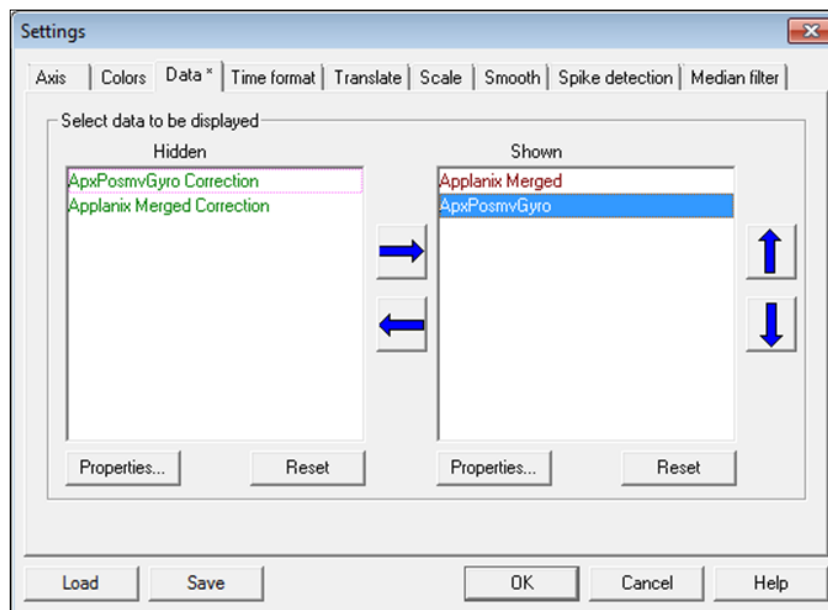 Settings
Axis Colors Data * Time format Translate Scale Smooth Spike detection Median filter
Select data to be displayed
Hidden Shown
ApxPosmvGyro Correction Applanix Merged
Applanix Merged Correction ApxPosmvGyro
Properties... Reset Properties... Reset
Load Save OK Cancel Help